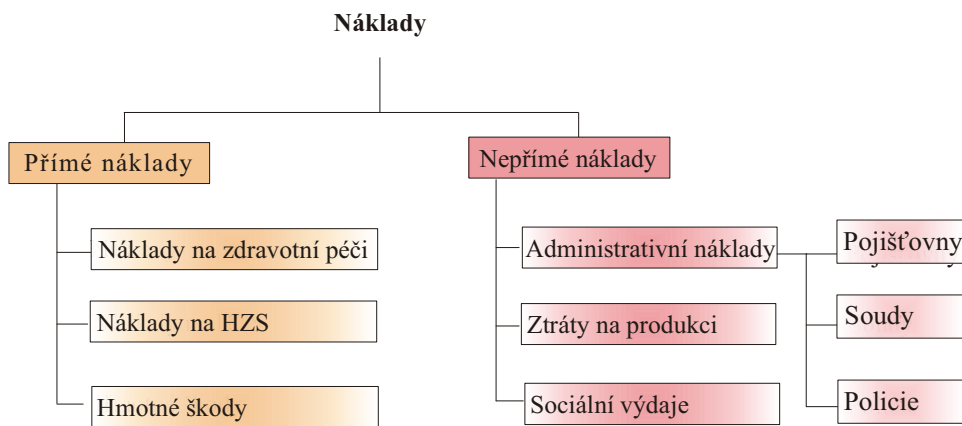 Náklady
Přímé náklady
Nepřímé náklady
Náklady na zdravotní péči
Administrativní náklady
Pojišťovny
Náklady na HZS
Ztráty na produkci
Soudy
Hmotné škody
Sociální výdaje
Policie